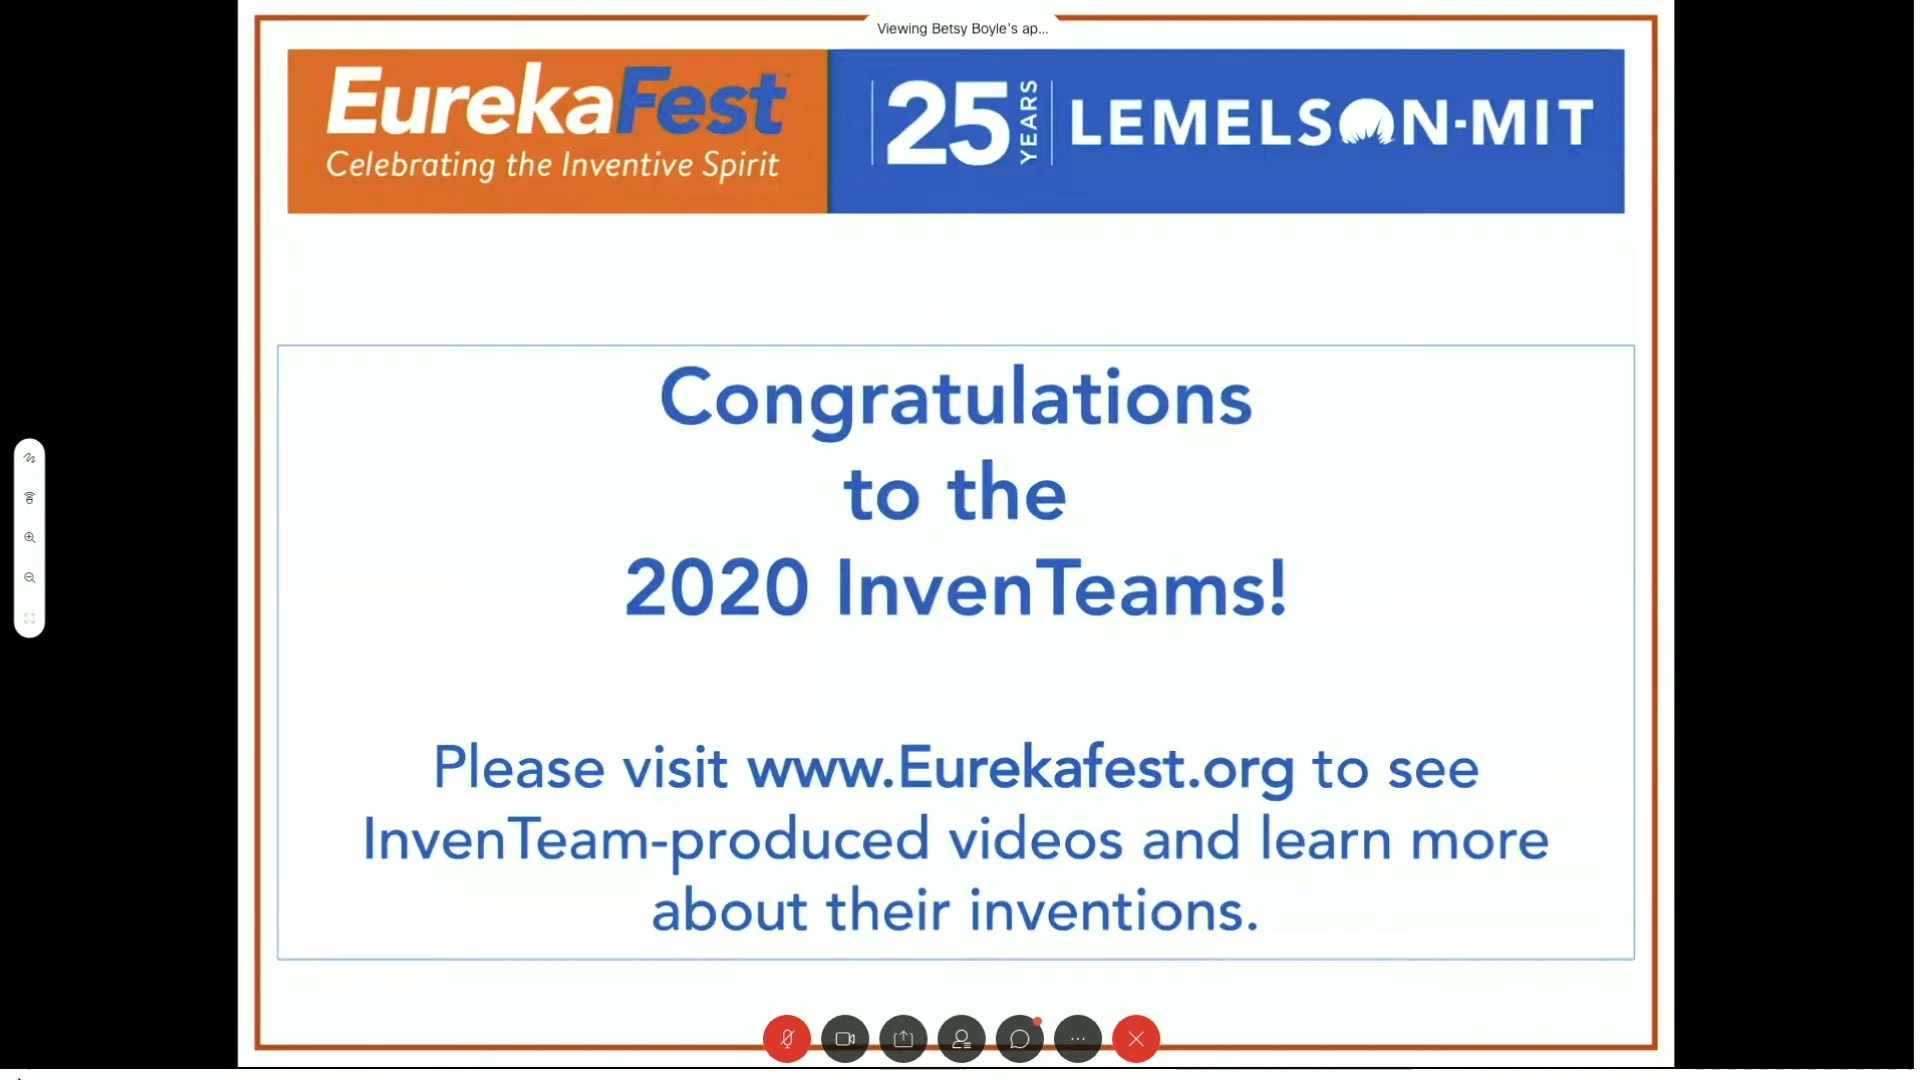 Viewing Betsy Boyle's ap...
EurekaFest
Celebrating the Inventive Spirit
25 YEARS LEMELSON-MIT
Congratulations
to the
2020 InvenTeams!
Please visit www.Eurekafest.org to see
InvenTeam-produced videos and learn more
about their inventions.